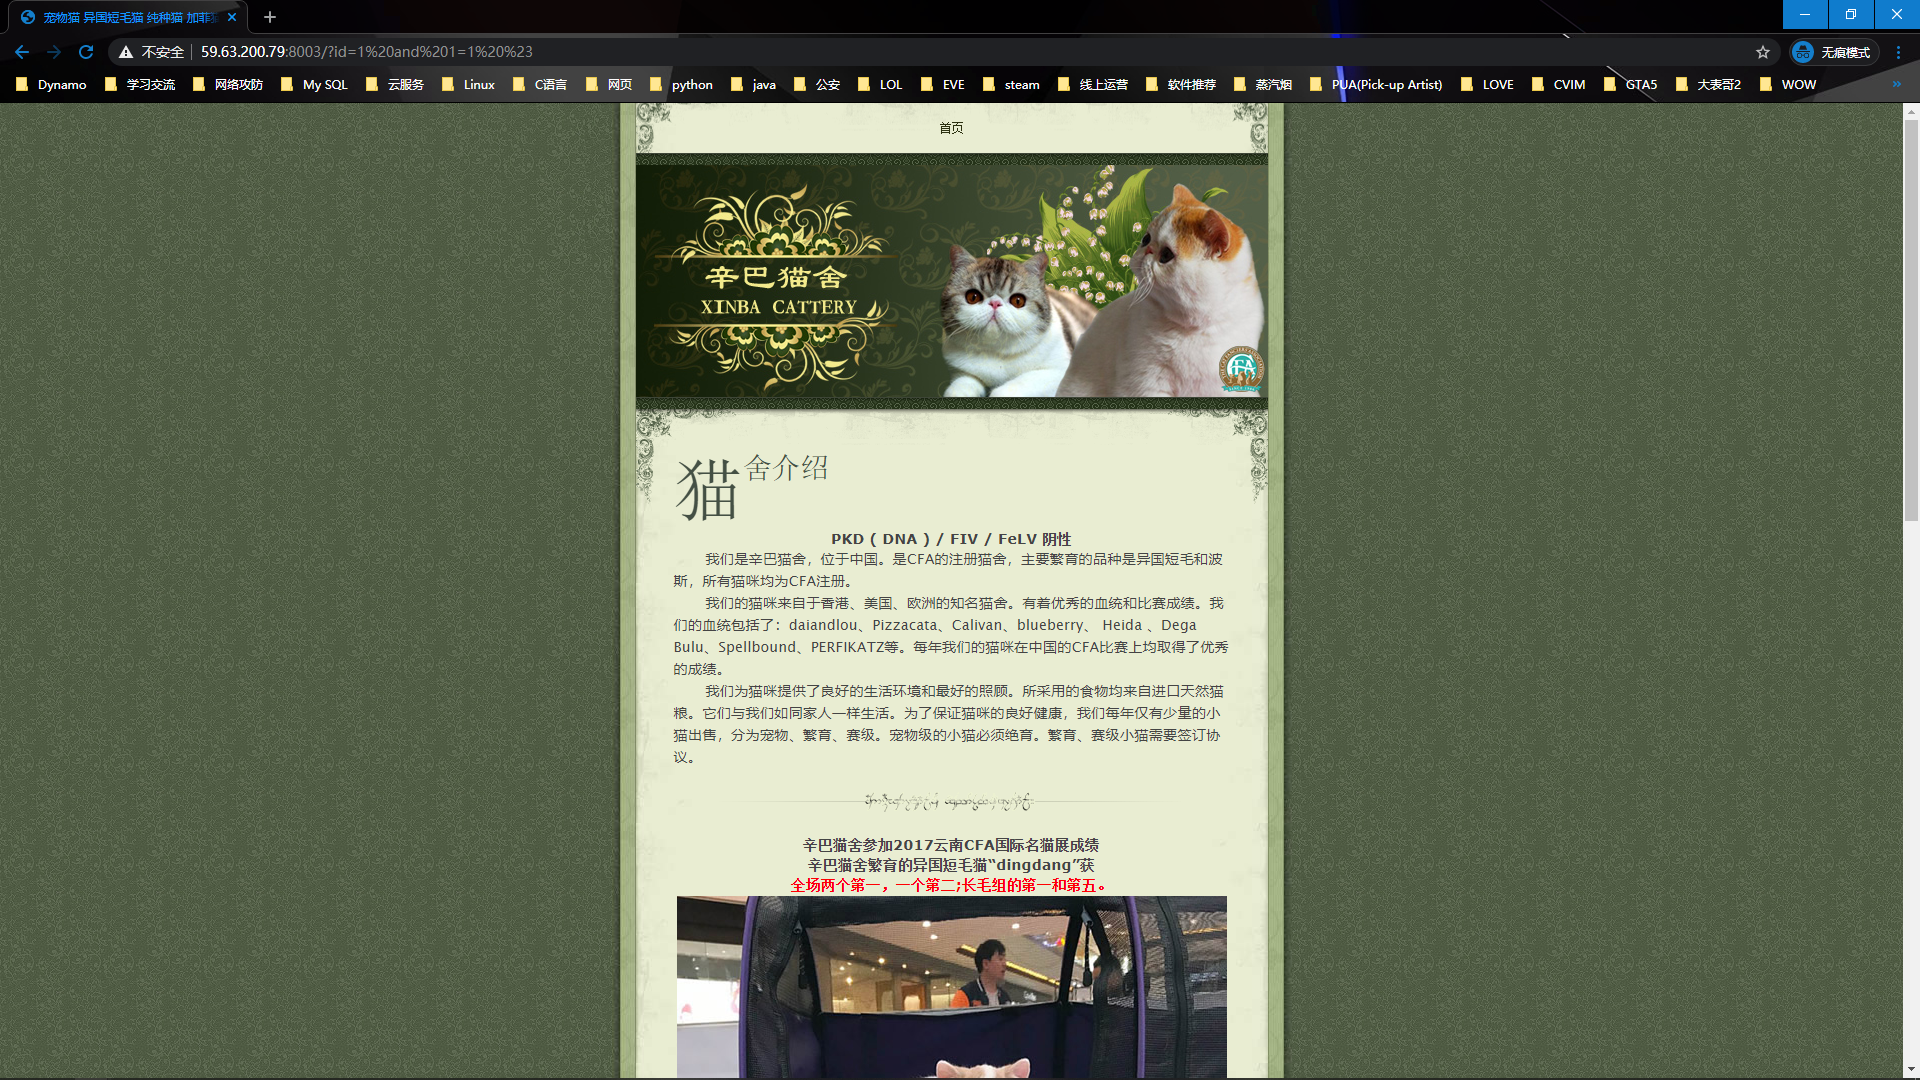 宠物猫 异国短毛猫 纯种猫 加菲
不安全 59.63.200.79:8003/?id=1%20and%201=1%20%23 无痕模式
Dynamo 学习交流 网络攻防 My SQL 云服务 Linux C语言 网页 python java 公安 LOL EVE steam 线上运营 软件推荐 蒸汽烟 PUA(Pick-up Artist) LOVE CVIM GTA5 大表哥2 WOW
首页
辛巴猫舍
XINBA CATTERY
CFA
猫舍介绍
PKD ( DNA ) / FIV / FeLV 阴性
我们是辛巴猫舍，位于中国。是CFA的注册猫舍，主要繁育的品种是异国短毛和波
斯，所有猫咪均为CFA注册。
我们的猫咪来自于香港、美国、欧洲的知名猫舍。有着优秀的血统和比赛成绩。我
们的血统包括了：daiandlou、Pizzacata、Calivan、blueberry、 Heida 、Dega
Bulu、Spellbound、PERFIKATZ等。每年我们的猫咪在中国的CFA比赛上均取得了优秀
的成绩。
我们为猫咪提供了良好的生活环境和最好的照顾。所采用的食物均来自进口天然猫
粮。它们与我们如同家人一样生活。为了保证猫咪的良好健康，我们每年仅有少量的小
猫出售，分为宠物、繁育、赛级。宠物级的小猫必须绝育。繁育、赛级小猫需要签订协
议。
辛巴猫舍参加2017云南CFA国际名猫展成绩
辛巴猫舍繁育的异国短毛猫“dingdang”获
全场两个第一，一个第二;长毛组的第一和第五。